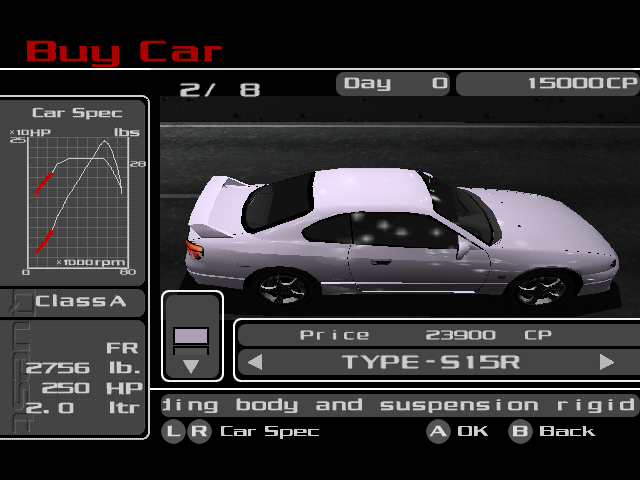 Buy Car
2/ 8
Day 0
15000CP
Car Spec
×10HP
lbs
25
28
×1000rpm
0
80
ClassA
FR
2756 lb.
250 HP
2.0 ltr
Price 23900 CP
TYPE-S15R
ding body and suspension rigid
L R Car Spec
A OK B Back